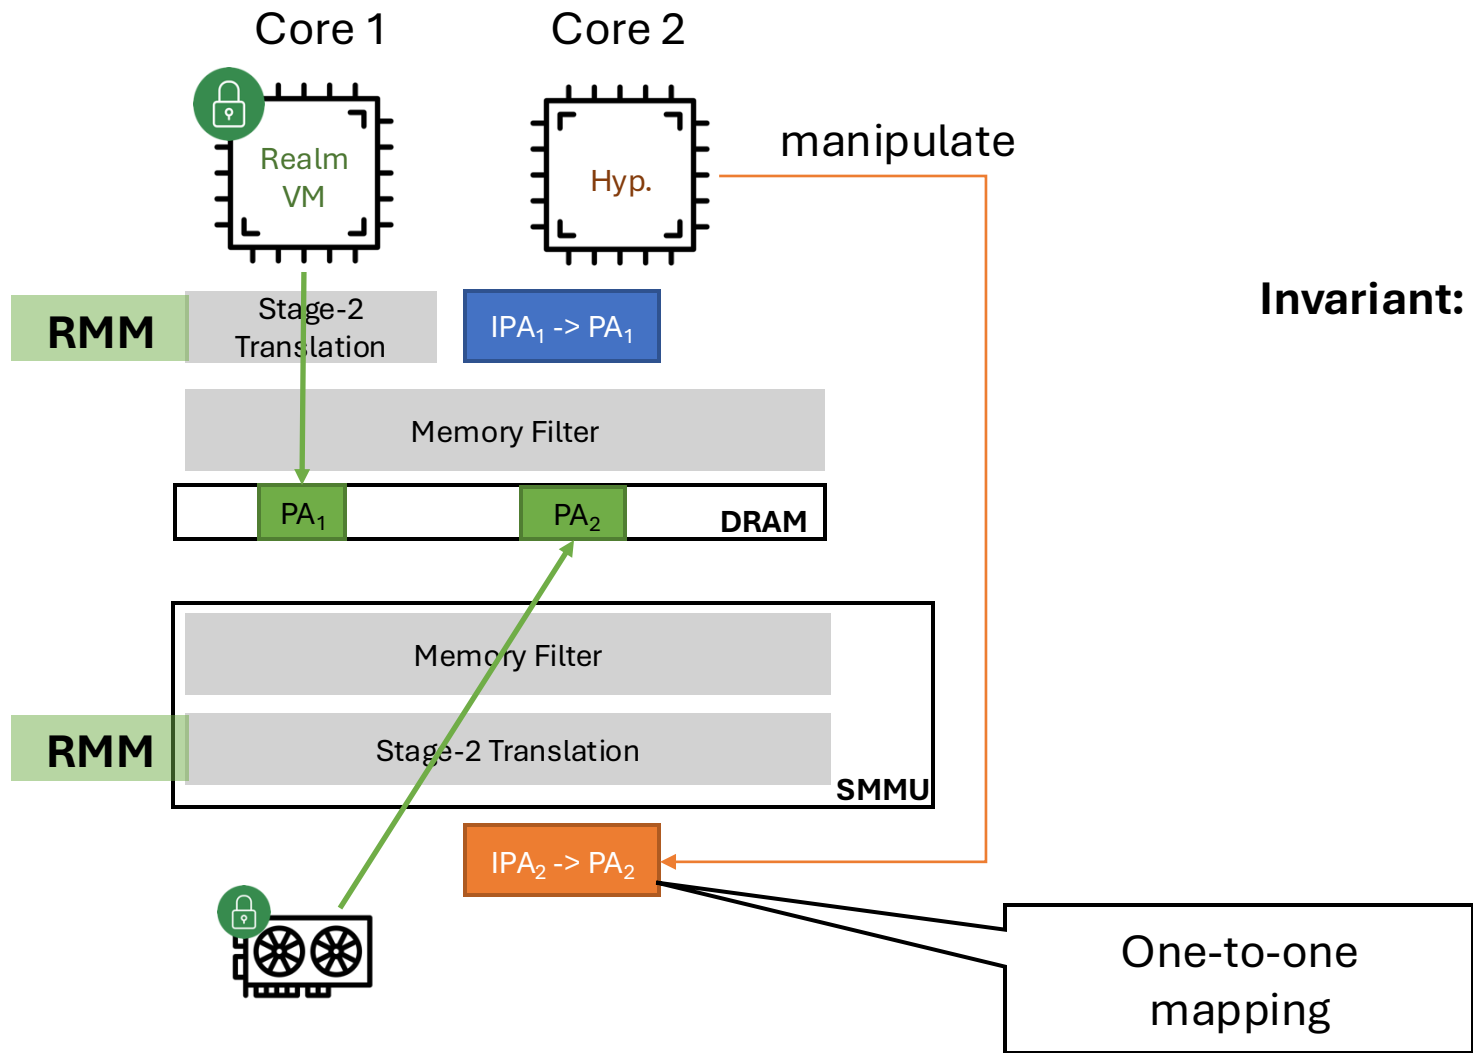 Core 1
Core 2
Realm
VM
Hyp.
manipulate
Invariant:
RMM
Stage-2
Translation
IPA₁ -> PA₁
Memory Filter
PA₁
PA₂
DRAM
Memory Filter
RMM
Stage-2 Translation
SMMU
IPA₂ -> PA₂
One-to-one
mapping